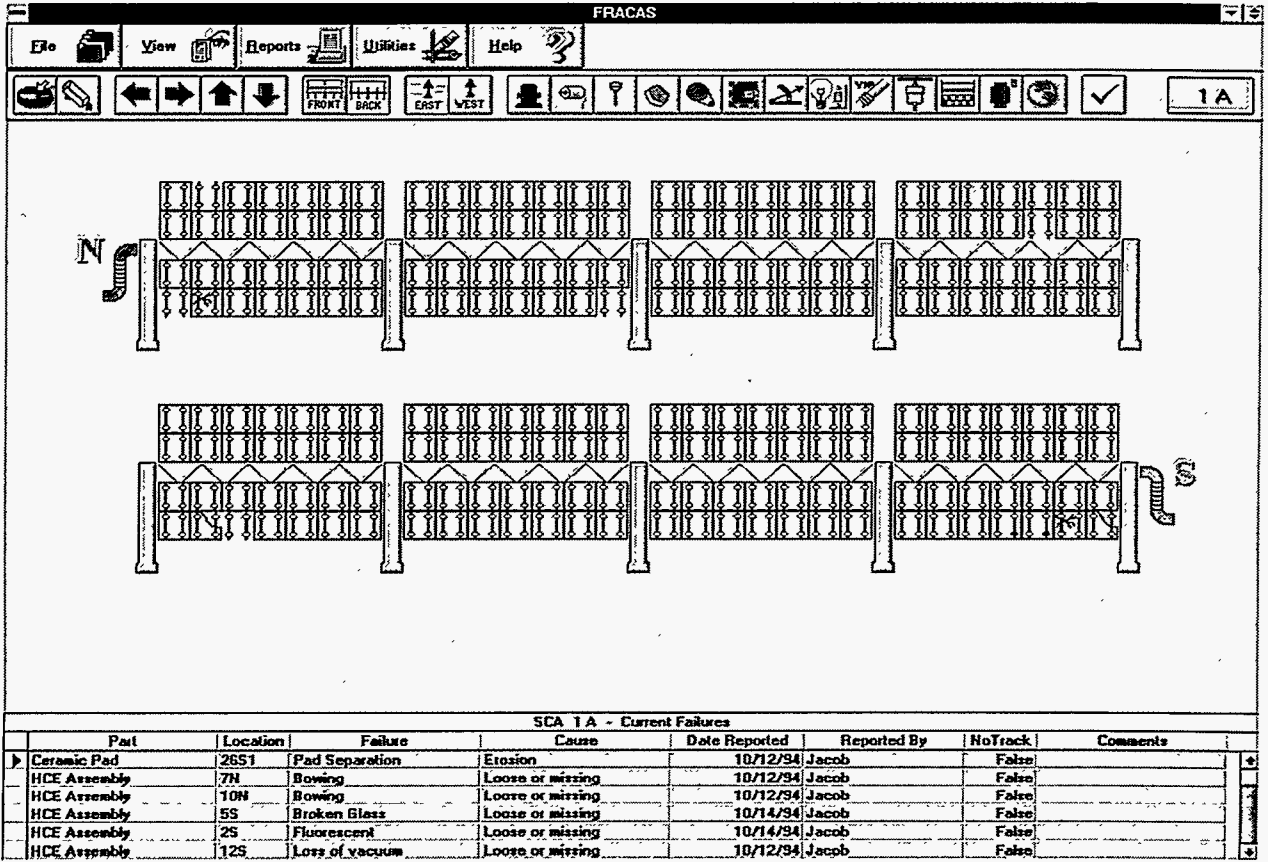 FRACAS
File View Reports Utilities Help
FRONT BACK EAST WEST 1 A
N
S
SCA 1 A - Current Failures
Part Location Failure Cause Date Reported Reported By NoTrack Comments
Ceramic Pad 26S1 Pad Separation Erosion 10/12/94 Jacob False
HCE Assembly 7N Bowing Loose or missing 10/12/94 Jacob False
HCE Assembly 10N Bowing Loose or missing 10/12/94 Jacob False
HCE Assembly 5S Broken Glass Loose or missing 10/14/94 Jacob False
HCE Assembly 2S Fluorescent Loose or missing 10/14/94 Jacob False
HCE Assembly 12S Loss of vacuum Loose or missing 10/12/94 Jacob False